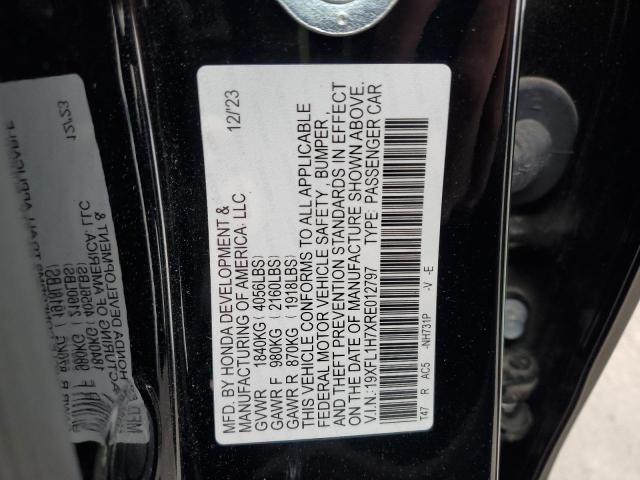 MFD. BY HONDA DEVELOPMENT & 12/'23
MANUFACTURING OF AMERICA, LLC
GVWR 1840KG ( 4056LBS)
GAWR F 980KG ( 2160LBS)
GAWR R 870KG ( 1918LBS)
THIS VEHICLE CONFORMS TO ALL APPLICABLE
FEDERAL MOTOR VEHICLE SAFETY, BUMPER,
AND THEFT PREVENTION STANDARDS IN EFFECT
ON THE DATE OF MANUFACTURE SHOWN ABOVE.
V.I.N.:19XFL1H7XRE012797 TYPE: PASSENGER CAR
T47 R AC5 -NH731P -V -E